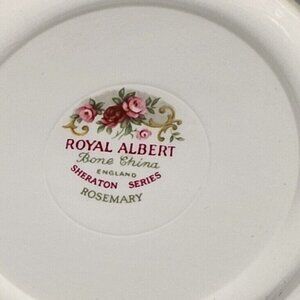 ROYAL ALBERT
Bone China
ENGLAND
SHERATON SERIES
ROSEMARY